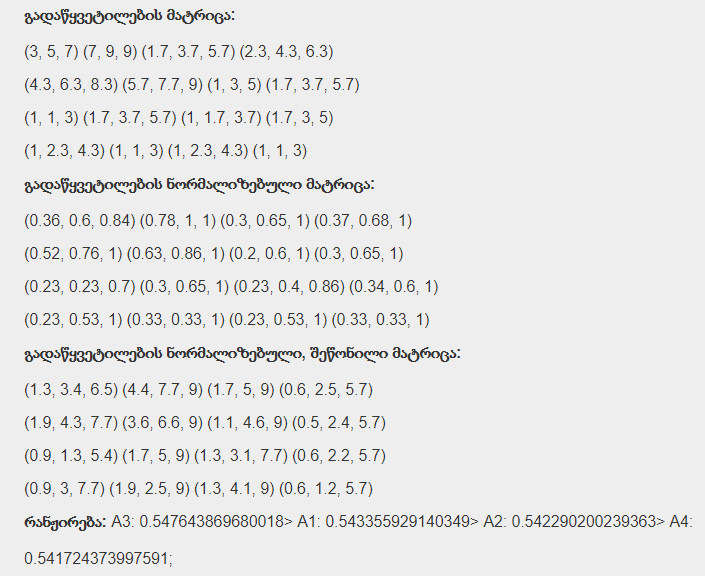 გადაწყვეტილების მატრიცა:
(3, 5, 7) (7, 9, 9) (1.7, 3.7, 5.7) (2.3, 4.3, 6.3)
(4.3, 6.3, 8.3) (5.7, 7.7, 9) (1, 3, 5) (1.7, 3.7, 5.7)
(1, 1, 3) (1.7, 3.7, 5.7) (1, 1.7, 3.7) (1.7, 3, 5)
(1, 2.3, 4.3) (1, 1, 3) (1, 2.3, 4.3) (1, 1, 3)
გადაწყვეტილების ნორმალიზებული მატრიცა:
(0.36, 0.6, 0.84) (0.78, 1, 1) (0.3, 0.65, 1) (0.37, 0.68, 1)
(0.52, 0.76, 1) (0.63, 0.86, 1) (0.2, 0.6, 1) (0.3, 0.65, 1)
(0.23, 0.23, 0.7) (0.3, 0.65, 1) (0.23, 0.4, 0.86) (0.34, 0.6, 1)
(0.23, 0.53, 1) (0.33, 0.33, 1) (0.23, 0.53, 1) (0.33, 0.33, 1)
გადაწყვეტილების ნორმალიზებული, შეწონილი მატრიცა:
(1.3, 3.4, 6.5) (4.4, 7.7, 9) (1.7, 5, 9) (0.6, 2.5, 5.7)
(1.9, 4.3, 7.7) (3.6, 6.6, 9) (1.1, 4.6, 9) (0.5, 2.4, 5.7)
(0.9, 1.3, 5.4) (1.7, 5, 9) (1.3, 3.1, 7.7) (0.6, 2.2, 5.7)
(0.9, 3, 7.7) (1.9, 2.5, 9) (1.3, 4.1, 9) (0.6, 1.2, 5.7)
რანჟირება: A3: 0.547643869680018> A1: 0.543355929140349> A2: 0.542290200239363> A4:
0.541724373997591;